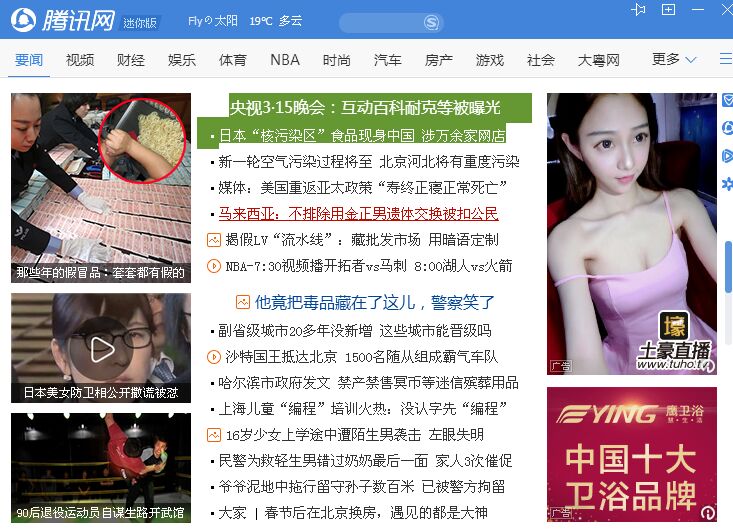 腾讯网 迷你版 Flyの太阳 19℃ 多云
要闻 视频 财经 娱乐 体育 NBA 时尚 汽车 房产 游戏 社会 大粤网 更多
央视3·15晚会：互动百科耐克等被曝光
日本“核污染区”食品现身中国 涉万余家网店
新一轮空气污染过程将至 北京河北将有重度污染
媒体：美国重返亚太政策“寿终正寝正常死亡”
马来西亚：不排除用金正男遗体交换被扣公民
揭假LV“流水线”：藏批发市场 用暗语定制
NBA-7:30视频播开拓者vs马刺 8:00湖人vs火箭
他竟把毒品藏在了这儿，警察笑了
副省级城市20多年没新增 这些城市能晋级吗
沙特国王抵达北京 1500名随从组成霸气车队
哈尔滨市政府发文 禁产禁售冥币等迷信殡葬用品
上海儿童“编程”培训火热：没认字先“编程”
16岁少女上学途中遭陌生男袭击 左眼失明
民警为救轻生男错过奶奶最后一面 家人3次催促
爷爷泥地中拖行留守孙子数百米 已被警方拘留
大家 | 春节后在北京换房，遇见的都是大神
那些年的假冒品：套套都有假的
日本美女防卫相公开撒谎被怼
90后退役运动员自谋生路开武馆
壕
土豪直播
www.tuho.tv
广告
EYING 鹰卫浴
慧·生·活
中国十大
卫浴品牌
广告